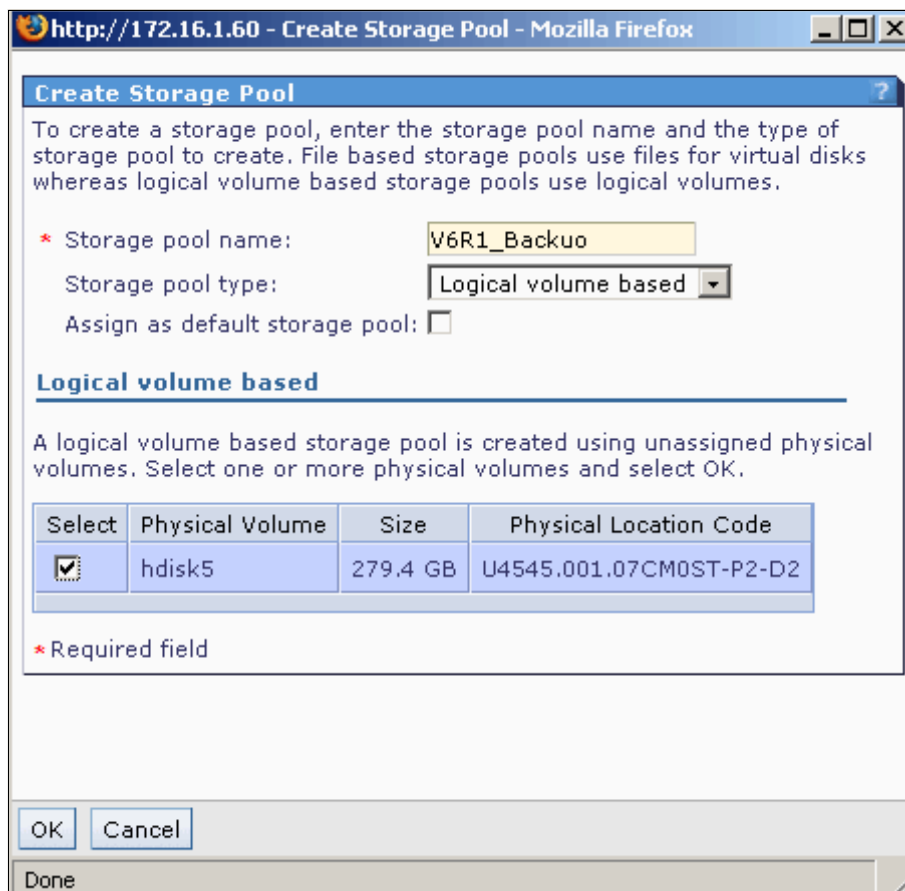 http://172.16.1.60 - Create Storage Pool - Mozilla Firefox
Create Storage Pool ?
To create a storage pool, enter the storage pool name and the type of
storage pool to create. File based storage pools use files for virtual disks
whereas logical volume based storage pools use logical volumes.
* Storage pool name: V6R1_Backuo
Storage pool type: Logical volume based
Assign as default storage pool:
Logical volume based
A logical volume based storage pool is created using unassigned physical
volumes. Select one or more physical volumes and select OK.
Select Physical Volume Size Physical Location Code
hdisk5 279.4 GB U4545.001.07CM0ST-P2-D2
* Required field
OK Cancel
Done